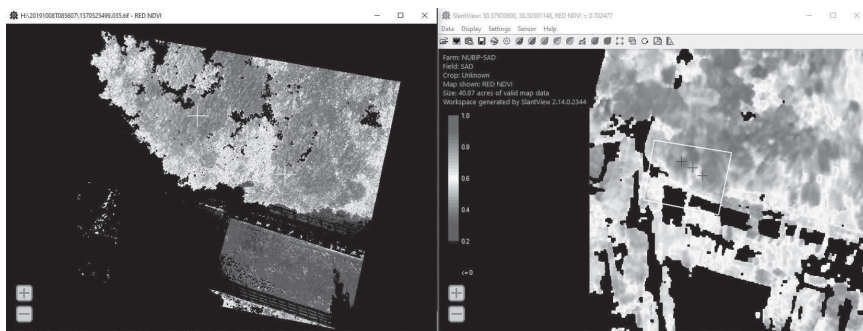 H:\20191008T085607\1570525499.035.tif - RED NDVI
SlantView: 50.37920900, 30.50301148, RED NDVI = 0.702477
Data Display Settings Sensor Help
Farm: NUBIP-SAD
Field: SAD
Crop: Unknown
Map shown: RED NDVI
Size: 40.87 acres of valid map data
Workspace generated by SlantView 2.14.0.2344
1.0
0.8
0.6
0.4
0.2
<= 0